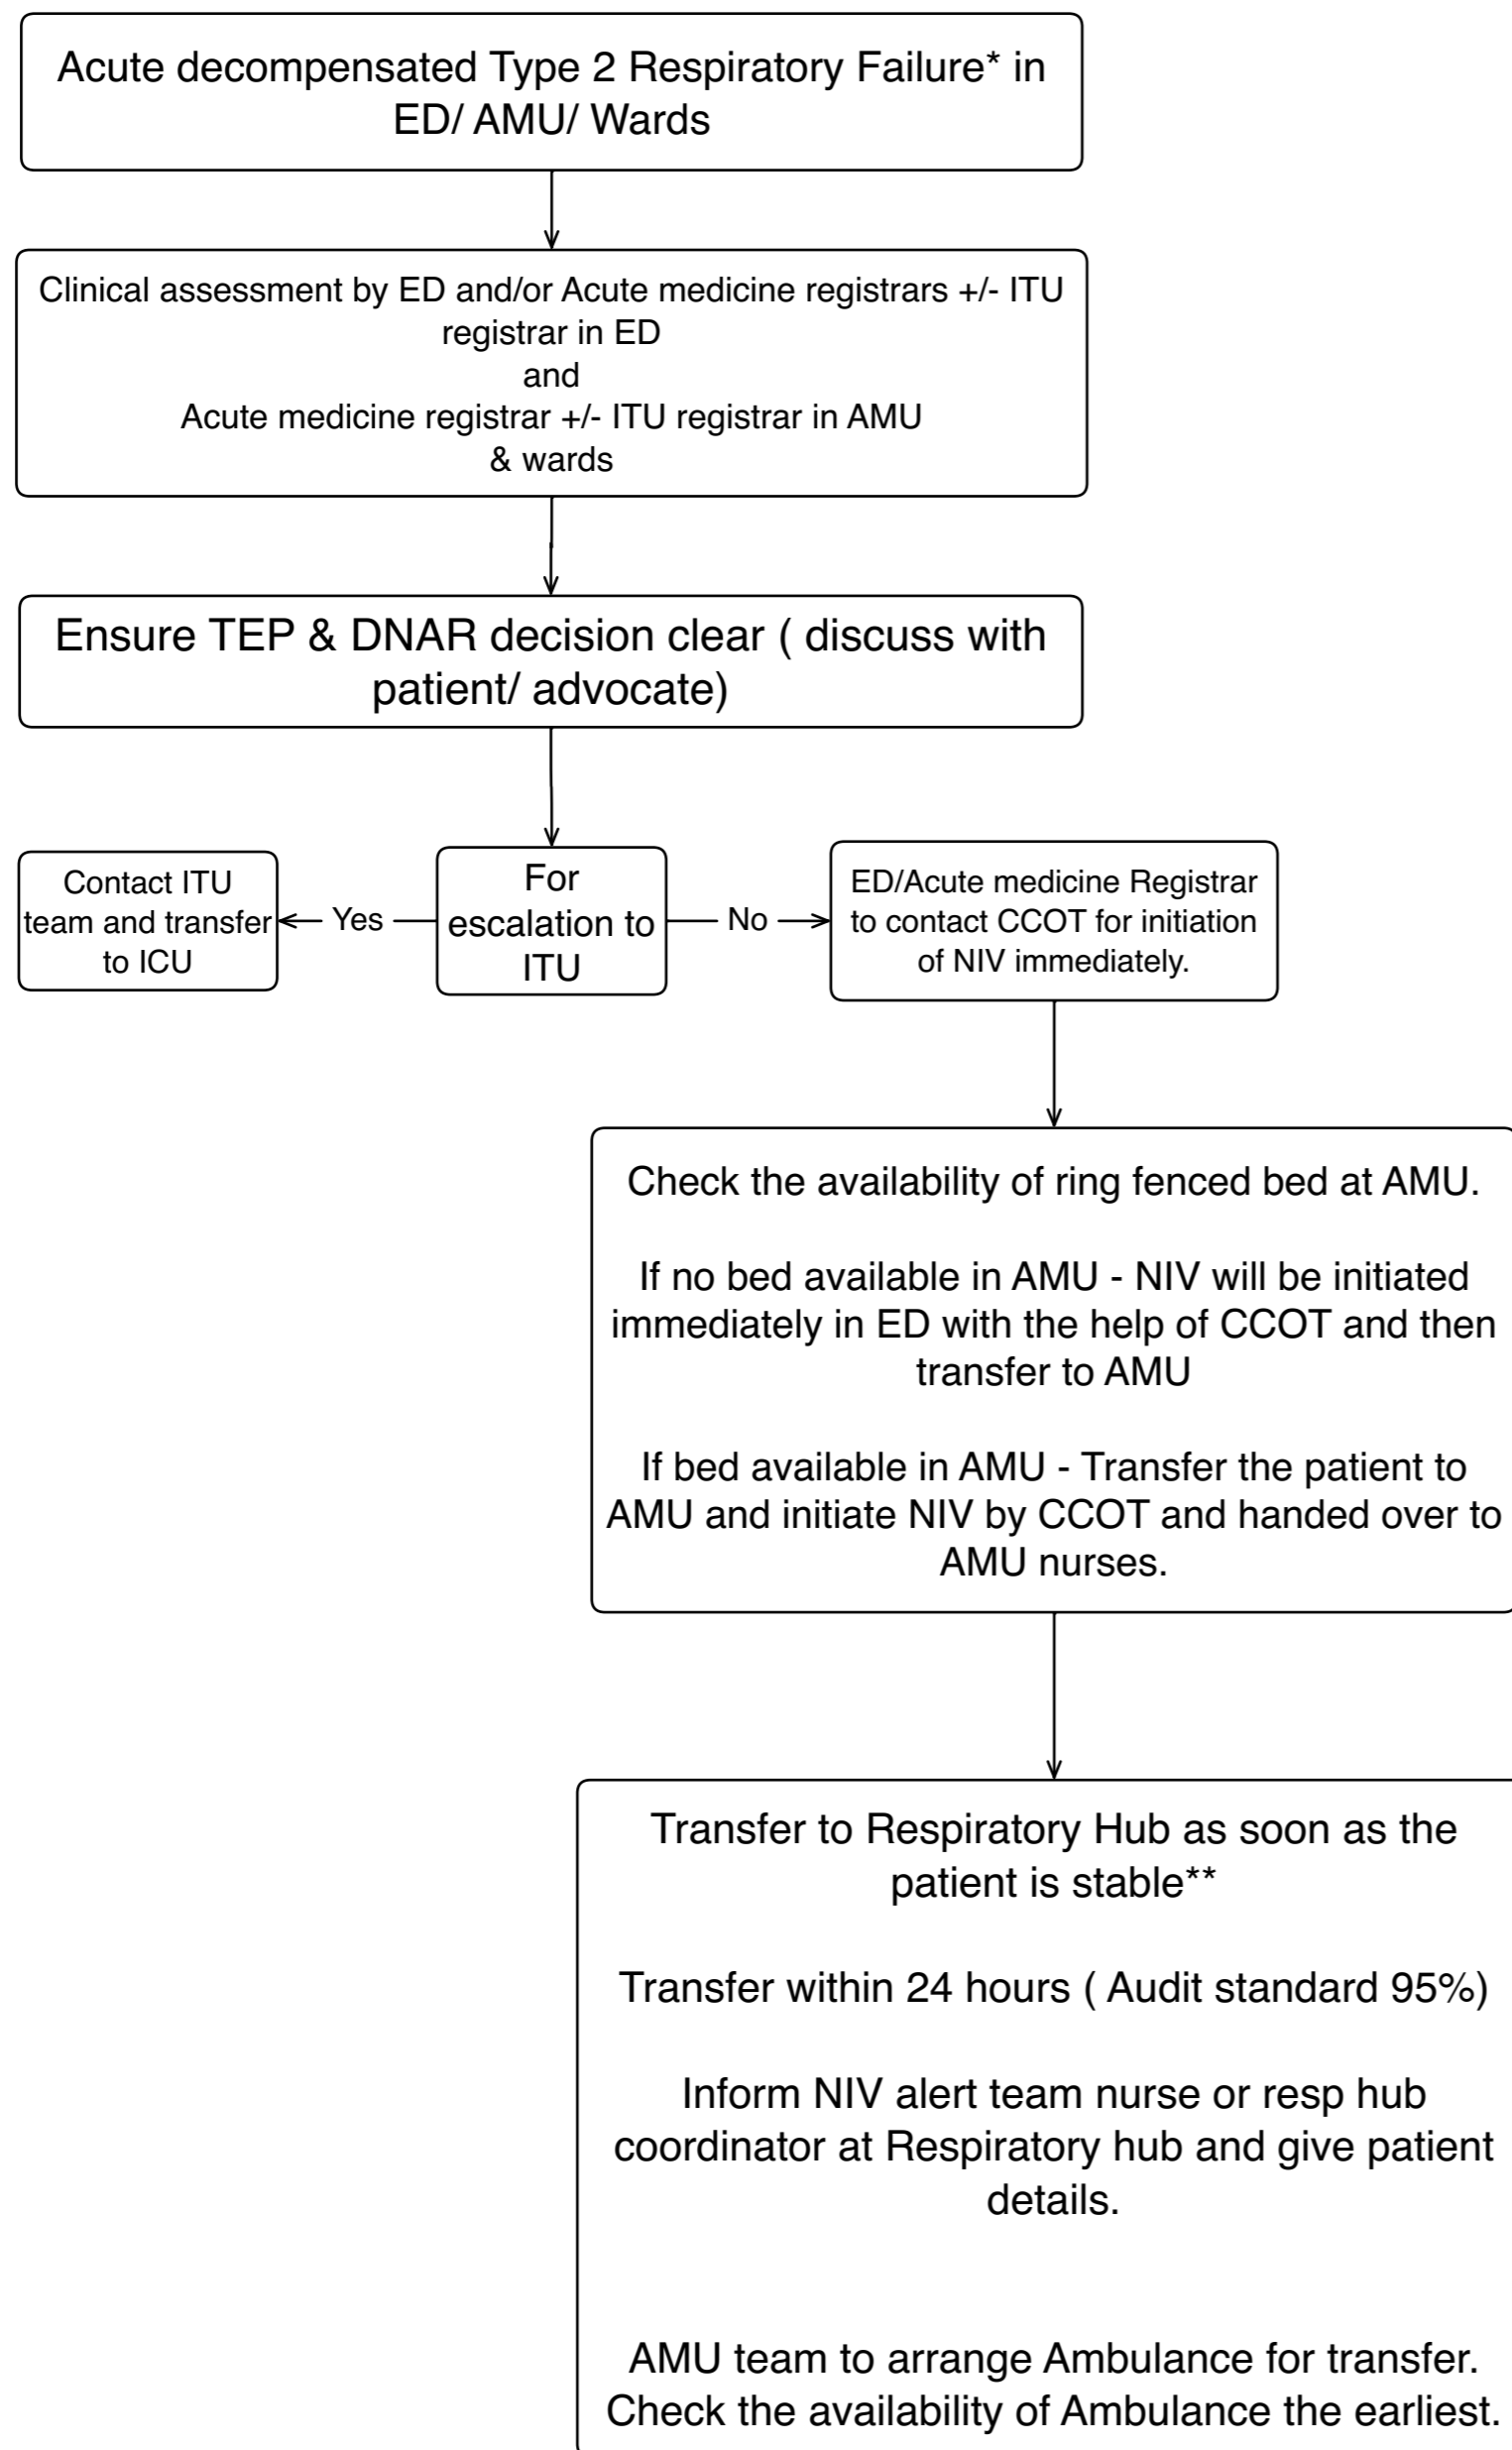 Acute decompensated Type 2 Respiratory Failure* in
ED/ AMU/ Wards
Clinical assessment by ED and/or Acute medicine registrars +/- ITU
registrar in ED
and
Acute medicine registrar +/- ITU registrar in AMU
& wards
Ensure TEP & DNAR decision clear ( discuss with
patient/ advocate)
Contact ITU
team and transfer
to ICU
Yes
For
escalation to
ITU
No
ED/Acute medicine Registrar
to contact CCOT for initiation
of NIV immediately.
Check the availability of ring fenced bed at AMU.
If no bed available in AMU - NIV will be initiated
immediately in ED with the help of CCOT and then
transfer to AMU
If bed available in AMU - Transfer the patient to
AMU and initiate NIV by CCOT and handed over to
AMU nurses.
Transfer to Respiratory Hub as soon as the
patient is stable**
Transfer within 24 hours ( Audit standard 95%)
Inform NIV alert team nurse or resp hub
coordinator at Respiratory hub and give patient
details.
AMU team to arrange Ambulance for transfer.
Check the availability of Ambulance the earliest.